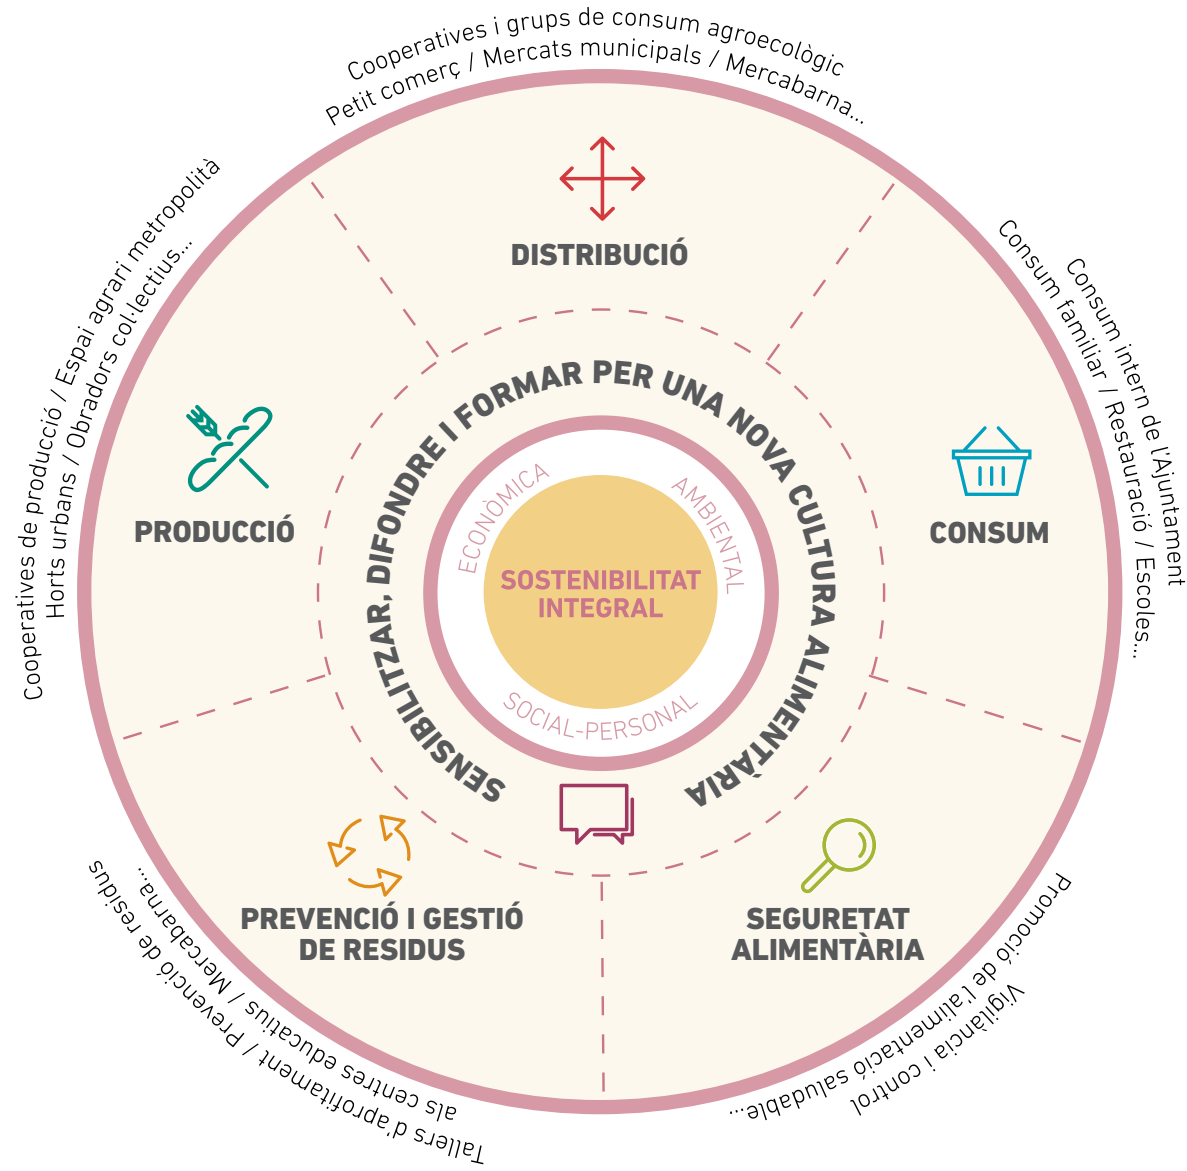 Cooperatives i grups de consum agroecològic
Petit comerç / Mercats municipals / Mercabarna...
DISTRIBUCIÓ
Consum intern de l'Ajuntament
Consum familiar / Restauració / Escoles...
CONSUM
Cooperatives de producció / Espai agrari metropolità
Horts urbans / Obradors col·lectius...
PRODUCCIÓ
SENSIBILITZAR, DIFONDRE I FORMAR PER UNA NOVA CULTURA ALIMENTÀRIA
ECONÒMICA
AMBIENTAL
SOSTENIBILITAT
INTEGRAL
SOCIAL-PERSONAL
PREVENCIÓ I GESTIÓ
DE RESIDUS
Tallers d'aprofitament / Prevenció de residus
als centres educatius / Mercabarna...
SEGURETAT
ALIMENTÀRIA
Vigilància i control
Promoció de l'alimentació saludable...